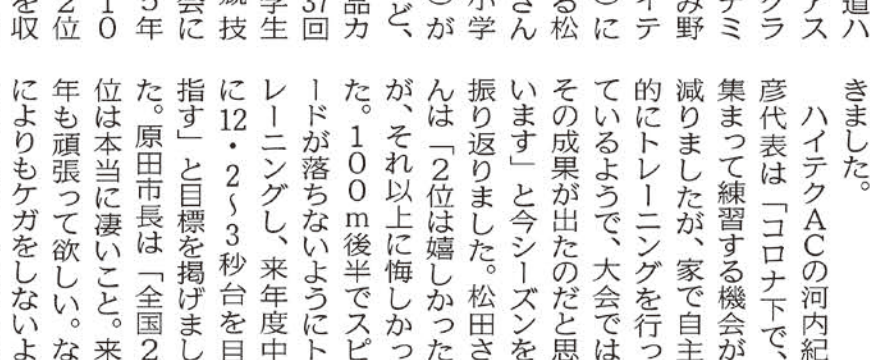 道ハ
アス
クラ
ナミ
み野
イテ
）に
る松
さん
小学
）が
ど、
品カ
37回
学生
競技
会に
５年
１０
２位
を収
きました。
　ハイテクＡＣの河内紀
彦代表は「コロナ下で、
集まって練習する機会が
減りましたが、家で自主
的にトレーニングを行っ
ているようで、大会では
その成果が出たのだと思
います」と今シーズンを
振り返りました。松田さ
んは「２位は嬉しかった
が、それ以上に悔しかっ
た。１００ｍ後半でスピ
ードが落ちないようにト
レーニングし、来年度中
に12・２〜３秒台を目
指す」と目標を掲げまし
た。原田市長は「全国２
位は本当に凄いこと。来
年も頑張って欲しい。な
によりもケガをしないよ